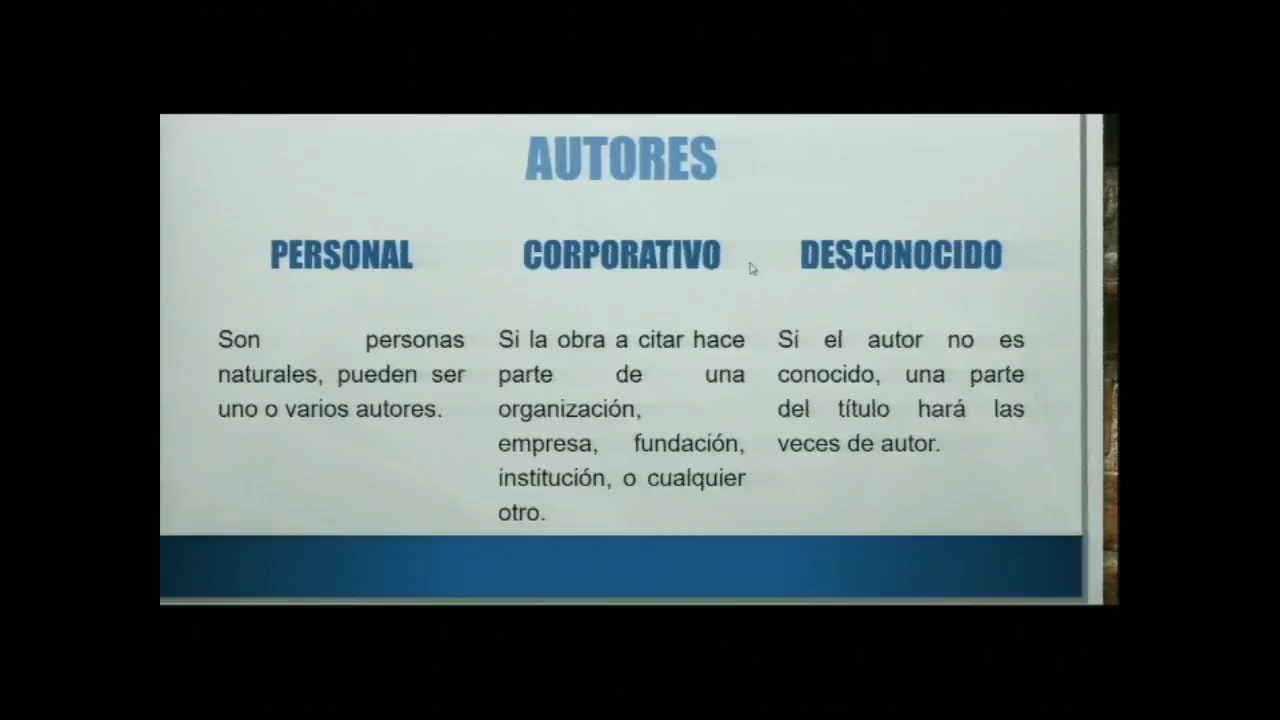 AUTORES
PERSONAL
CORPORATIVO
DESCONOCIDO
Son personas
naturales, pueden ser
uno o varios autores.
Si la obra a citar hace
parte de una
organización,
empresa, fundación,
institución, o cualquier
otro.
Si el autor no es
conocido, una parte
del título hará las
veces de autor.